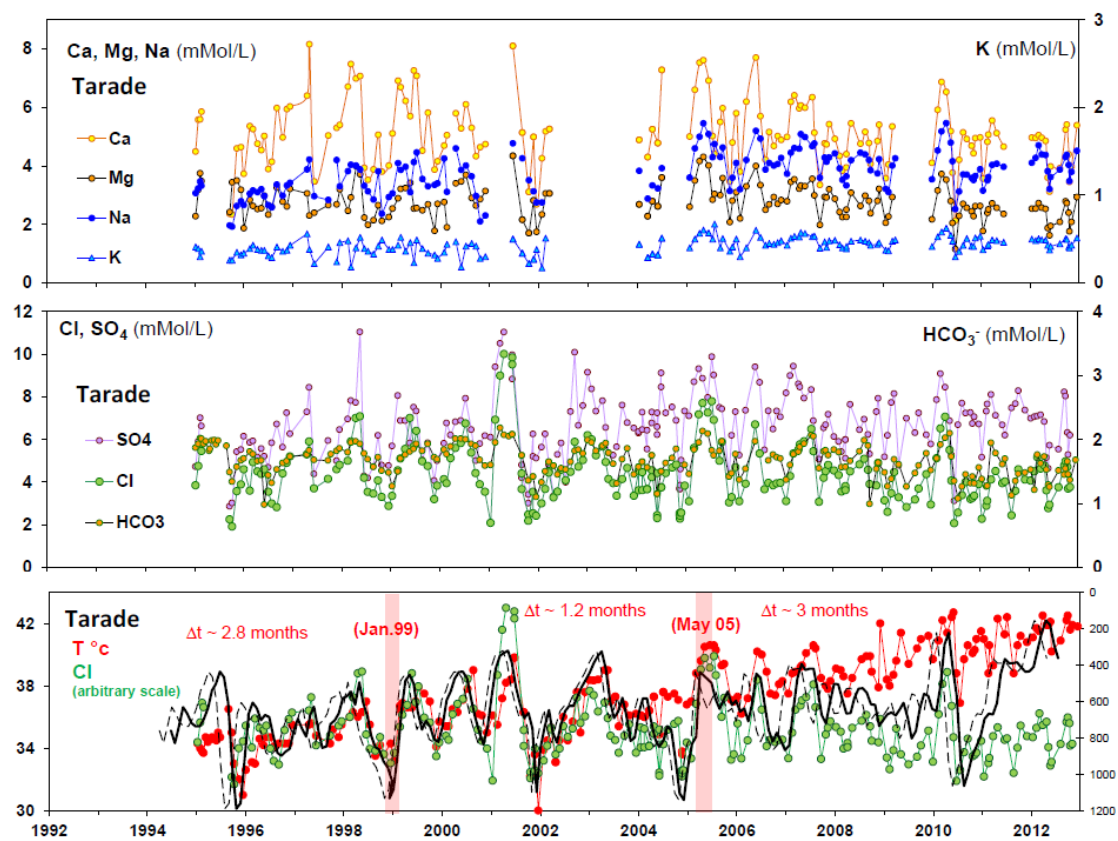 Ca, Mg, Na (mMol/L) K (mMol/L)
Tarade
Ca
Mg
Na
K
8
6
4
2
0
3
2
1
0
Cl, SO4 (mMol/L) HCO3- (mMol/L)
Tarade
SO4
Cl
HCO3
12
10
8
6
4
2
0
4
3
2
1
0
Tarade
T °c
Cl
(arbitrary scale)
Δt ~ 2.8 months
(Jan.99)
Δt ~ 1.2 months
(May 05)
Δt ~ 3 months
42
38
34
30
0
200
400
600
800
1000
1200
1992 1994 1996 1998 2000 2002 2004 2006 2008 2010 2012